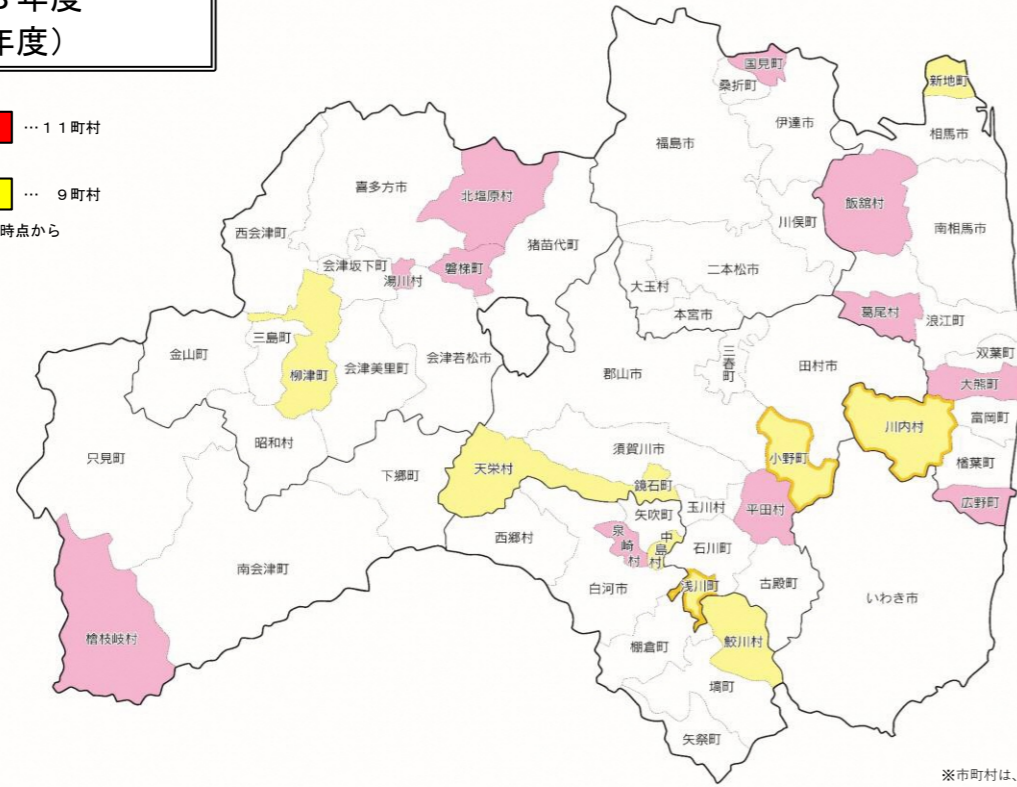 ３年度
年度）
…１１町村
… ９町村
時点から
国見町
桑折町
新地町
伊達市
相馬市
福島市
喜多方市
北塩原村
飯舘村
川俣町
南相馬市
西会津町
猪苗代町
会津坂下町
湯川村
磐梯町
二本松市
大玉村
本宮市
葛尾村
浪江町
三島町
金山町
柳津町
会津美里町
会津若松市
郡山市
三春町
田村市
双葉町
大熊町
川内村
富岡町
只見町
昭和村
下郷町
天栄村
須賀川市
小野町
楢葉町
鏡石町
玉川村
平田村
広野町
矢吹町
西郷村
泉崎村
中島村
石川町
南会津町
白河市
浅川町
古殿町
いわき市
檜枝岐村
棚倉町
鮫川村
塙町
矢祭町
※市町村は、